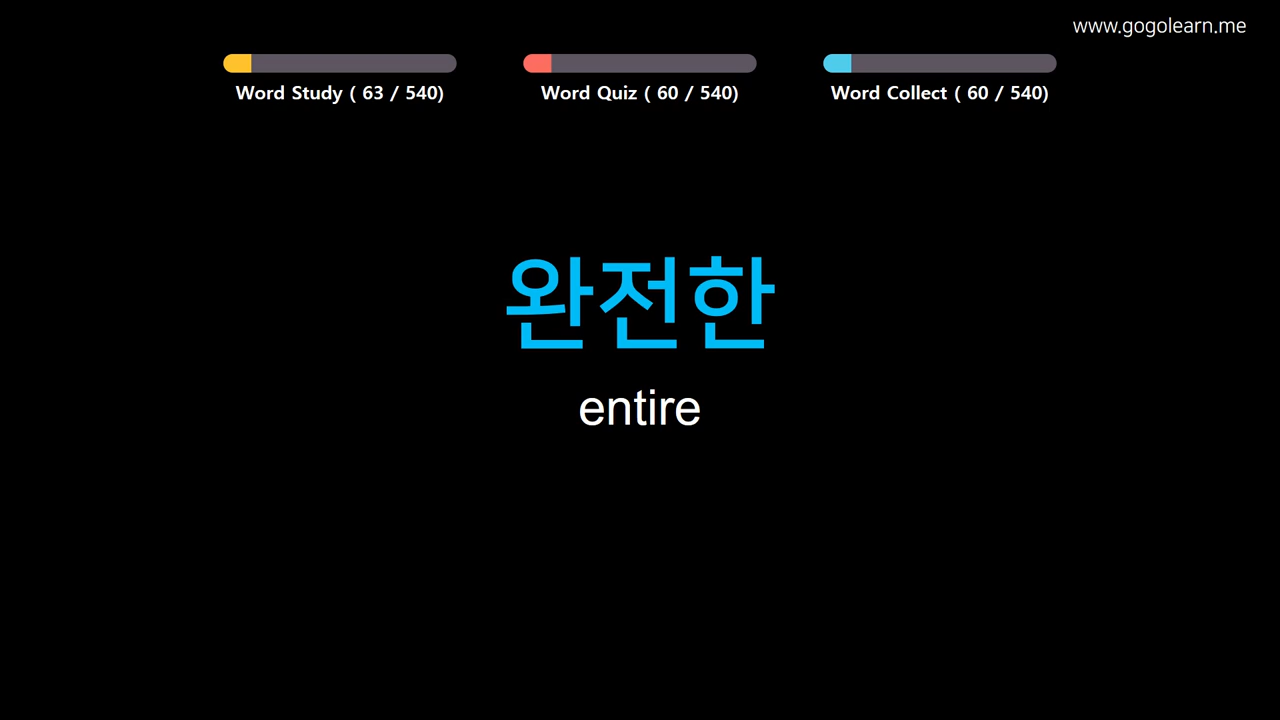 www.gogolearn.me
Word Study ( 63 / 540)
Word Quiz ( 60 / 540)
Word Collect ( 60 / 540)
완전한
entire